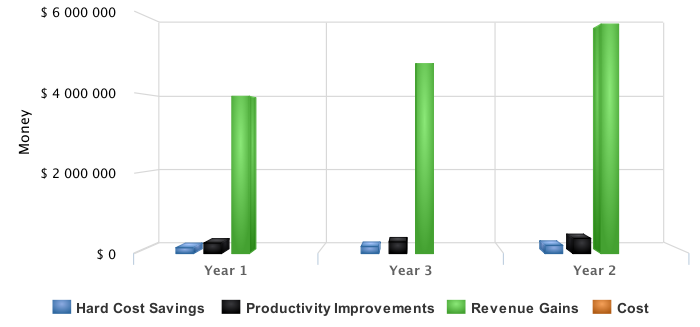 $ 6 000 000
$ 4 000 000
Money
$ 2 000 000
$ 0
Year 1 Year 3 Year 2
Hard Cost Savings Productivity Improvements Revenue Gains Cost